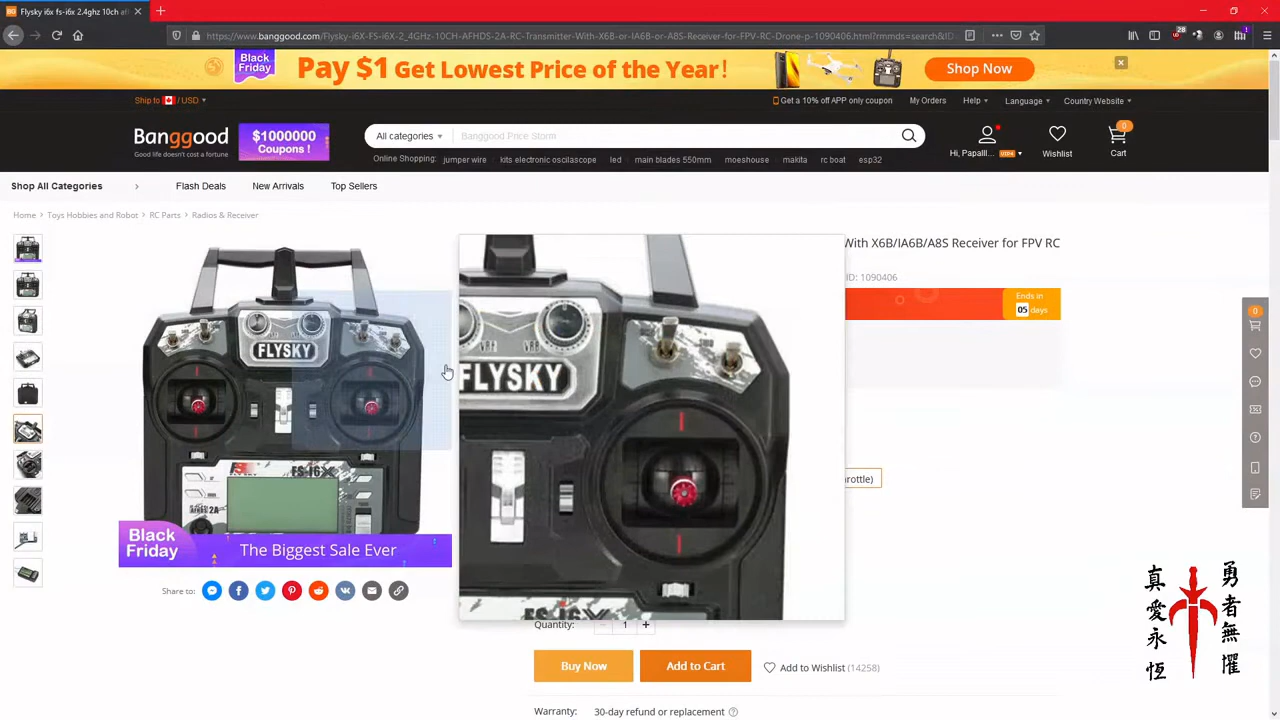 Flysky i6x fs-i6x 2.4ghz 10ch af
https://www.banggood.com/Flysky-i6X-FS-i6X-2_4GHz-10CH-AFHDS-2A-RC-Transmitter-With-X6B-or-IA6B-or-A8S-Receiver-for-FPV-RC-Drone-p-1090406.html?rmmds=search&ID
28
Black Friday
Pay $1 Get Lowest Price of the Year!
Shop Now
Ship to / USD
Get a 10% off APP only coupon
My Orders
Help
Language
Country Website
Banggood
Good life doesn't cost a fortune
$1000000
Coupons !
All categories
Banggood Price Storm
Hi, Papalll...
Wishlist
0
Cart
Online Shopping:
jumper wire
kits electronic oscilascope
led
main blades 550mm
moeshouse
makita
rc boat
esp32
Shop All Categories
Flash Deals
New Arrivals
Top Sellers
Home > Toys Hobbies and Robot > RC Parts > Radios & Receiver
With X6B/IA6B/A8S Receiver for FPV RC
ID: 1090406
Ends in
05 days
0
FLYSKY
FLYSKY
FS-i6X
hrottle)
Black Friday
The Biggest Sale Ever
Share to:
Quantity:
1
Buy Now
Add to Cart
Add to Wishlist (14258)
Warranty:
30-day refund or replacement
真愛永恆
勇者無懼